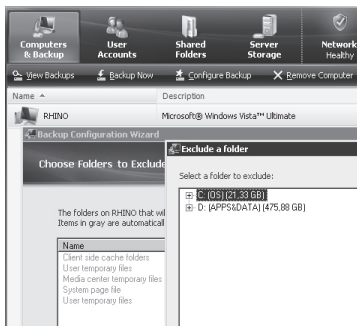 Computers & Backup
User Accounts
Shared Folders
Server Storage
Network
Healthy
View Backups
Backup Now
Configure Backup
Remove Computer
Name
Description
RHINO
Microsoft® Windows Vista™ Ultimate
Backup Configuration Wizard
Choose Folders to Exclude
Exclude a folder
Select a folder to exclude:
C: (OS) (21,33 GB)
D: (APPS&DATA) (475,88 GB)
The folders on RHINO that wil
Items in gray are automaticall
Name
Client side cache folders
User temporary files
Media center temporary files
System page file
User temporary files